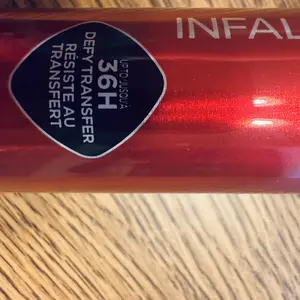 INFAL
UP TO/JUSQU'À
36H
DEFY TRANSFER
RÉSISTE AU
TRANSFERT